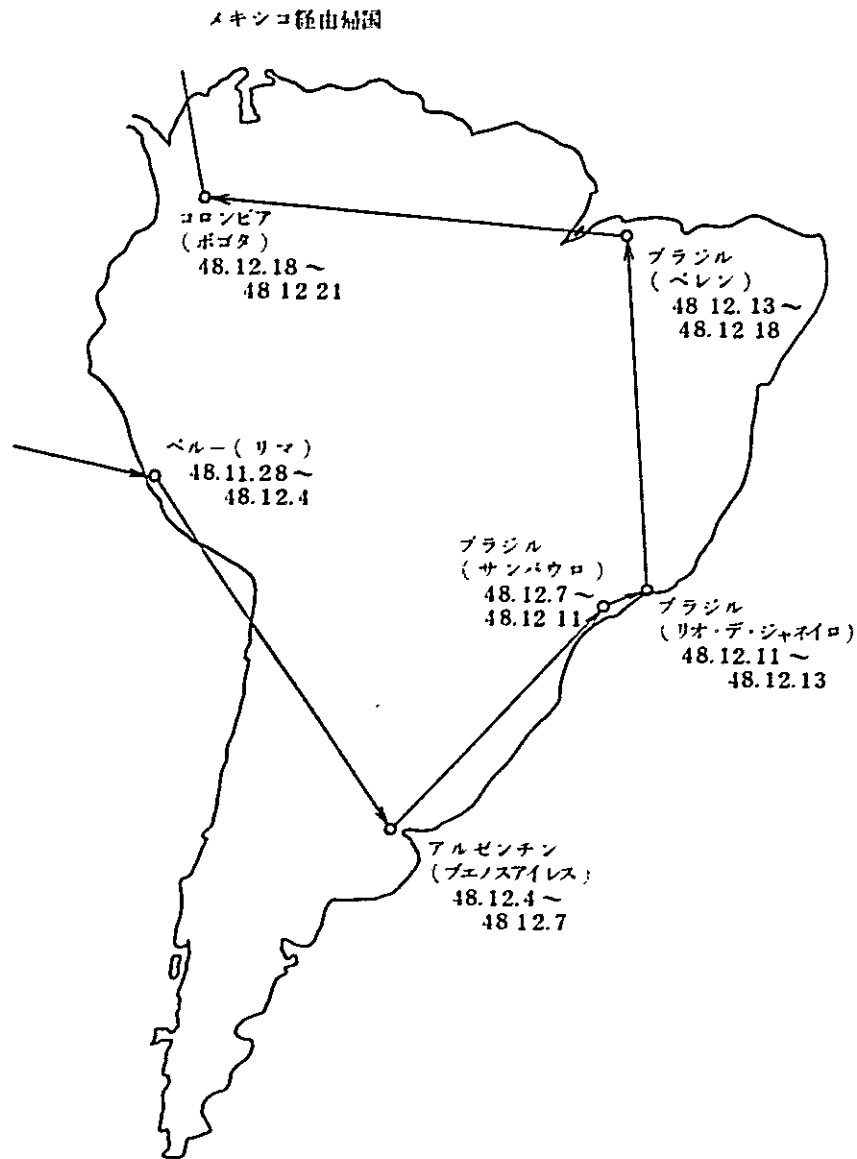 メキシコ経由帰国
コロンビア
(ボゴタ)
48.12.18～
48 12 21
ブラジル
(ベレン)
48 12.13～
48.12 18
ペルー(リマ)
48.11.28～
48.12.4
ブラジル
(サンパウロ)
48.12.7～
48.12 11
ブラジル
(リオ・デ・ジャネイロ)
48.12.11～
48.12.13
アルゼンチン
(ブエノスアイレス)
48.12.4～
48 12.7